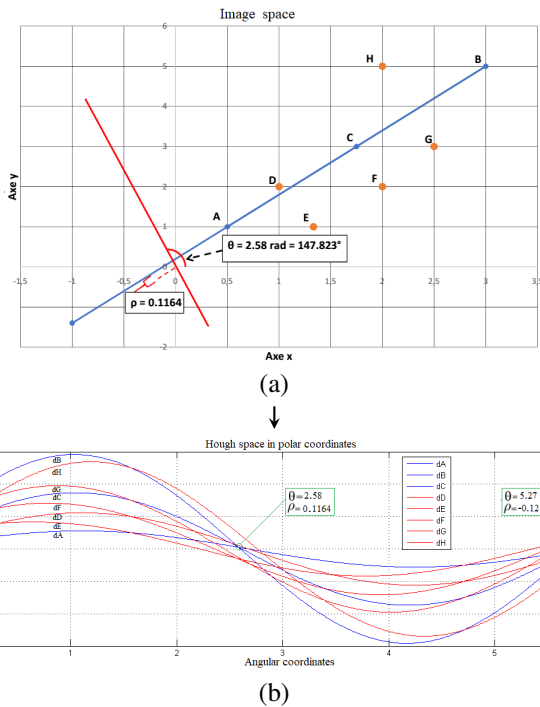 Image space
Axe y
6
5
4
3
2
1
0
-2
-1,5
-1
-0,5
0
0,5
1
1,5
2
2,5
3
3,5
H
B
C
G
D
F
A
E
θ = 2.58 rad = 147.823°
ρ = 0.1164
Axe x
(a)
Hough space in polar coordinates
dB
dH
dG
dC
dF
dD
dE
dA
θ=2.58
ρ=0.1164
dA
dB
dC
dD
dE
dF
dG
dH
θ=5.27
ρ=-0.12
1
2
3
4
5
Angular coordinates
(b)